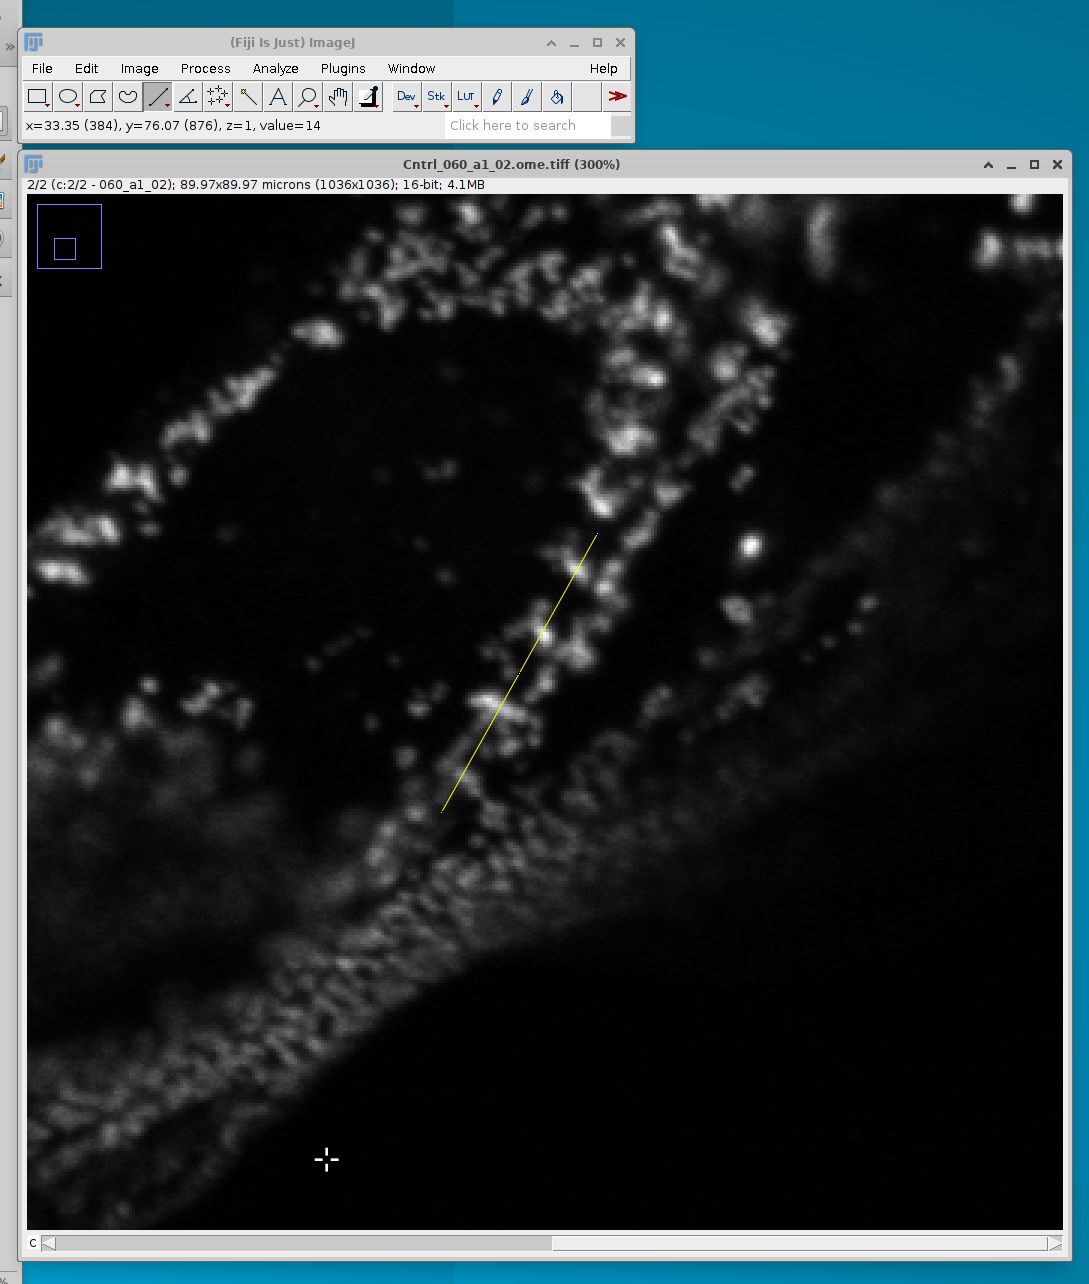 (Fiji Is Just) ImageJ
File Edit Image Process Analyze Plugins Window Help
Dev Stk LUT
x=33.35 (384), y=76.07 (876), z=1, value=14
Click here to search
Cntrl_060_a1_02.ome.tiff (300%)
2/2 (c:2/2 - 060_a1_02); 89.97x89.97 microns (1036x1036); 16-bit; 4.1MB
c